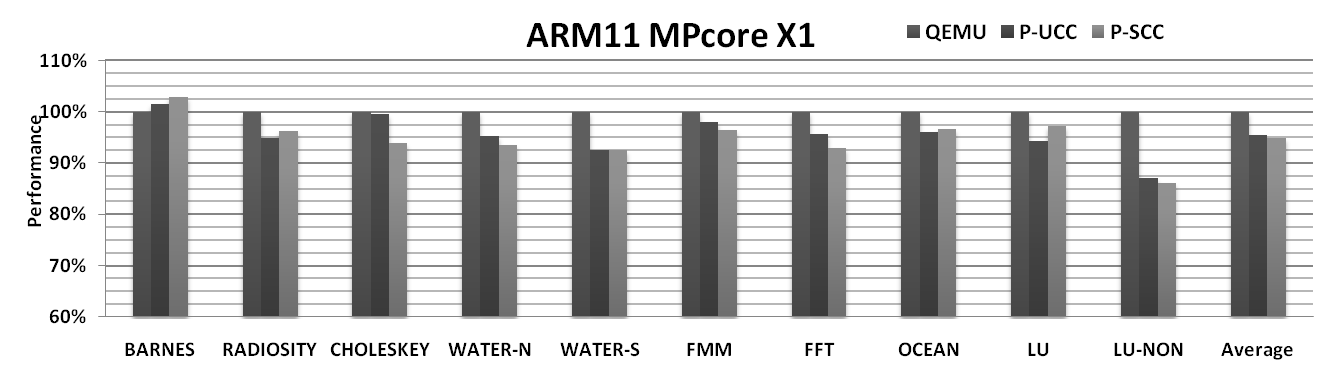 ARM11 MPcore X1
QEMU P-UCC P-SCC
Performance
110%
100%
90%
80%
70%
60%
BARNES RADIOSITY CHOLESKEY WATER-N WATER-S FMM FFT OCEAN LU LU-NON Average